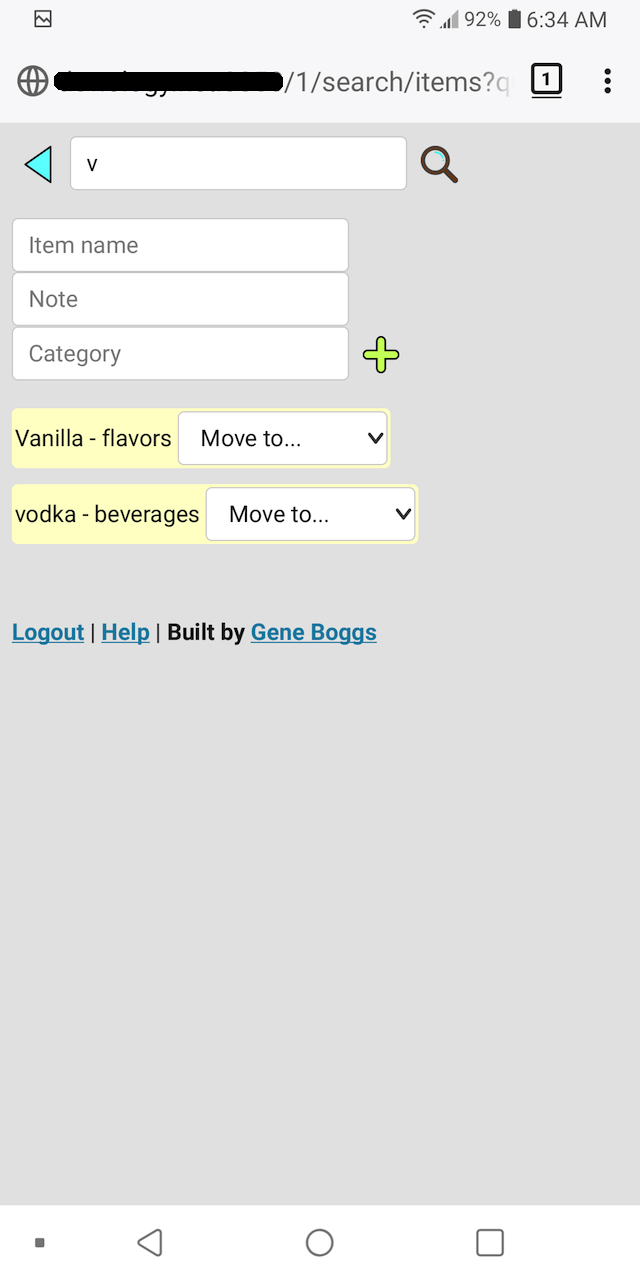 92% 6:34 AM
/1/search/items?q
1
v
Item name
Note
Category
Vanilla - flavors Move to...
vodka - beverages Move to...
Logout | Help | Built by Gene Boggs